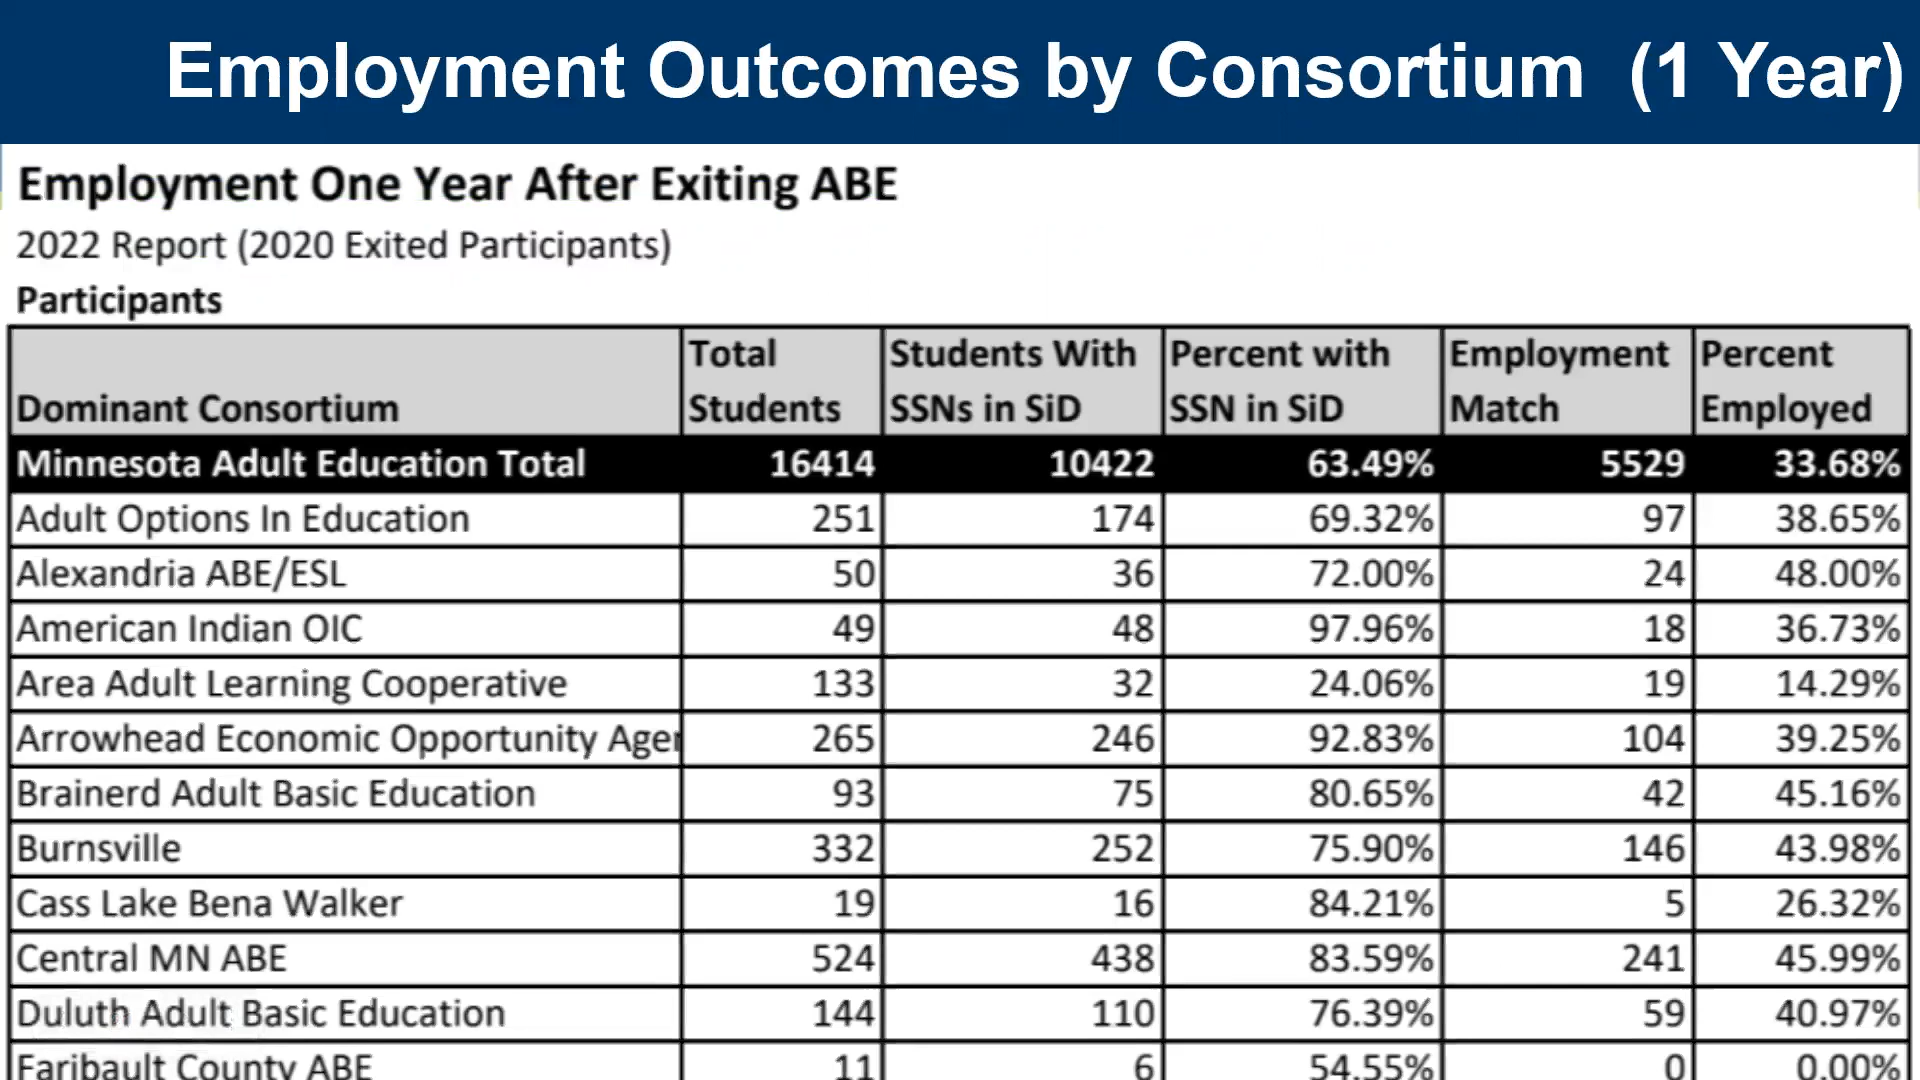 Employment Outcomes by Consortium (1 Year)
Employment One Year After Exiting ABE
2022 Report (2020 Exited Participants)
Participants
Dominant Consortium Total Students Students With SSNs in SiD Percent with SSN in SiD Employment Match Percent Employed
Minnesota Adult Education Total 16414 10422 63.49% 5529 33.68%
Adult Options In Education 251 174 69.32% 97 38.65%
Alexandria ABE/ESL 50 36 72.00% 24 48.00%
American Indian OIC 49 48 97.96% 18 36.73%
Area Adult Learning Cooperative 133 32 24.06% 19 14.29%
Arrowhead Economic Opportunity Agen 265 246 92.83% 104 39.25%
Brainerd Adult Basic Education 93 75 80.65% 42 45.16%
Burnsville 332 252 75.90% 146 43.98%
Cass Lake Bena Walker 19 16 84.21% 5 26.32%
Central MN ABE 524 438 83.59% 241 45.99%
Duluth Adult Basic Education 144 110 76.39% 59 40.97%
Faribault County ABE 11 6 54.55% 0 0.00%